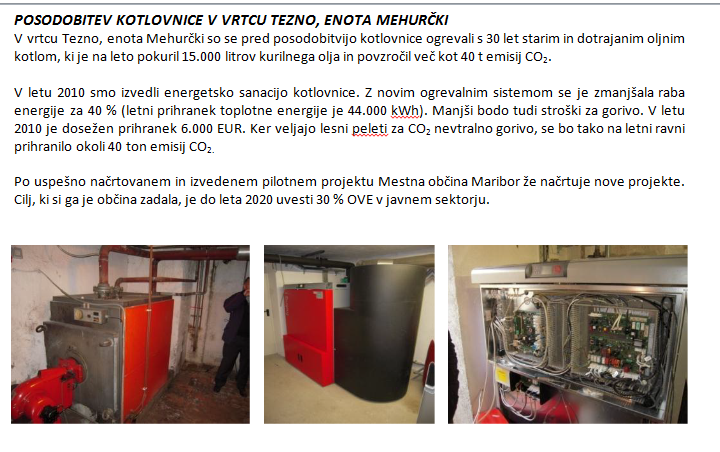 POSODOBITEV KOTLOVNICE V VRTCU TEZNO, ENOTA MEHURČKI
V vrtcu Tezno, enota Mehurčki so se pred posodobitvijo kotlovnice ogrevali s 30 let starim in dotrajanim oljnim
kotlom, ki je na leto pokuril 15.000 litrov kurilnega olja in povzročil več kot 40 t emisij CO₂.
V letu 2010 smo izvedli energetsko sanacijo kotlovnice. Z novim ogrevalnim sistemom se je zmanjšala raba
energije za 40 % (letni prihranek toplotne energije je 44.000 kWh). Manjši bodo tudi stroški za gorivo. V letu
2010 je dosežen prihranek 6.000 EUR. Ker veljajo lesni peleti za CO₂ nevtralno gorivo, se bo tako na letni ravni
prihranilo okoli 40 ton emisij CO₂.
Po uspešno načrtovanem in izvedenem pilotnem projektu Mestna občina Maribor že načrtuje nove projekte.
Cilj, ki si ga je občina zadala, je do leta 2020 uvesti 30 % OVE v javnem sektorju.